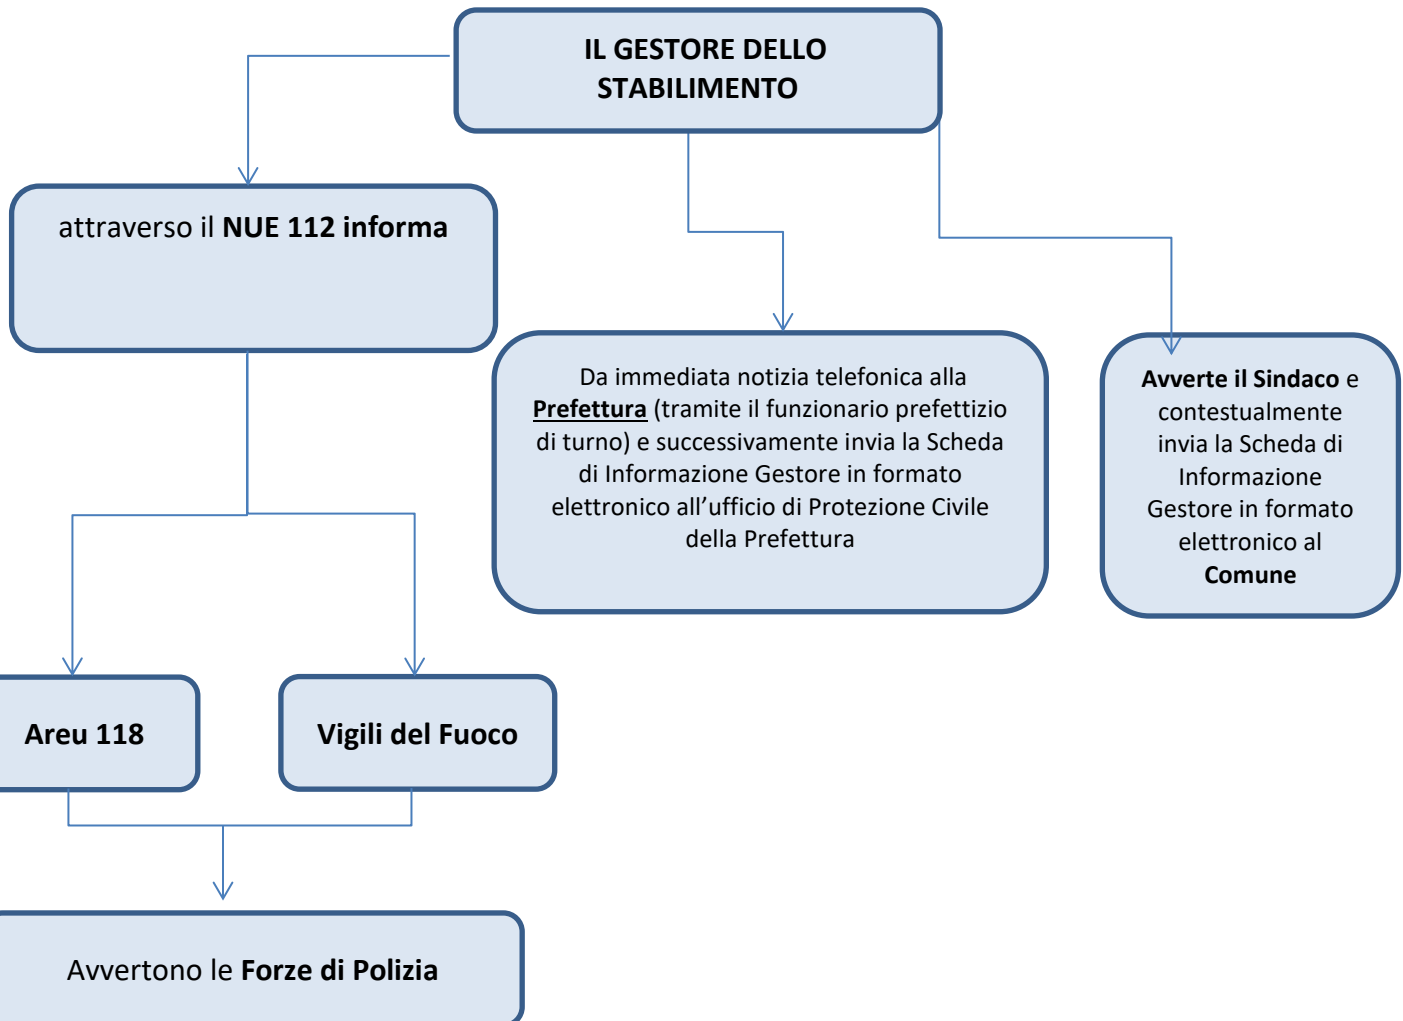 IL GESTORE DELLO
STABILIMENTO
attraverso il NUE 112 informa
Da immediata notizia telefonica alla
Prefettura (tramite il funzionario prefettizio
di turno) e successivamente invia la Scheda
di Informazione Gestore in formato
elettronico all’ufficio di Protezione Civile
della Prefettura
Avverte il Sindaco e
contestualmente
invia la Scheda di
Informazione
Gestore in formato
elettronico al
Comune
Areu 118
Vigili del Fuoco
Avvertono le Forze di Polizia